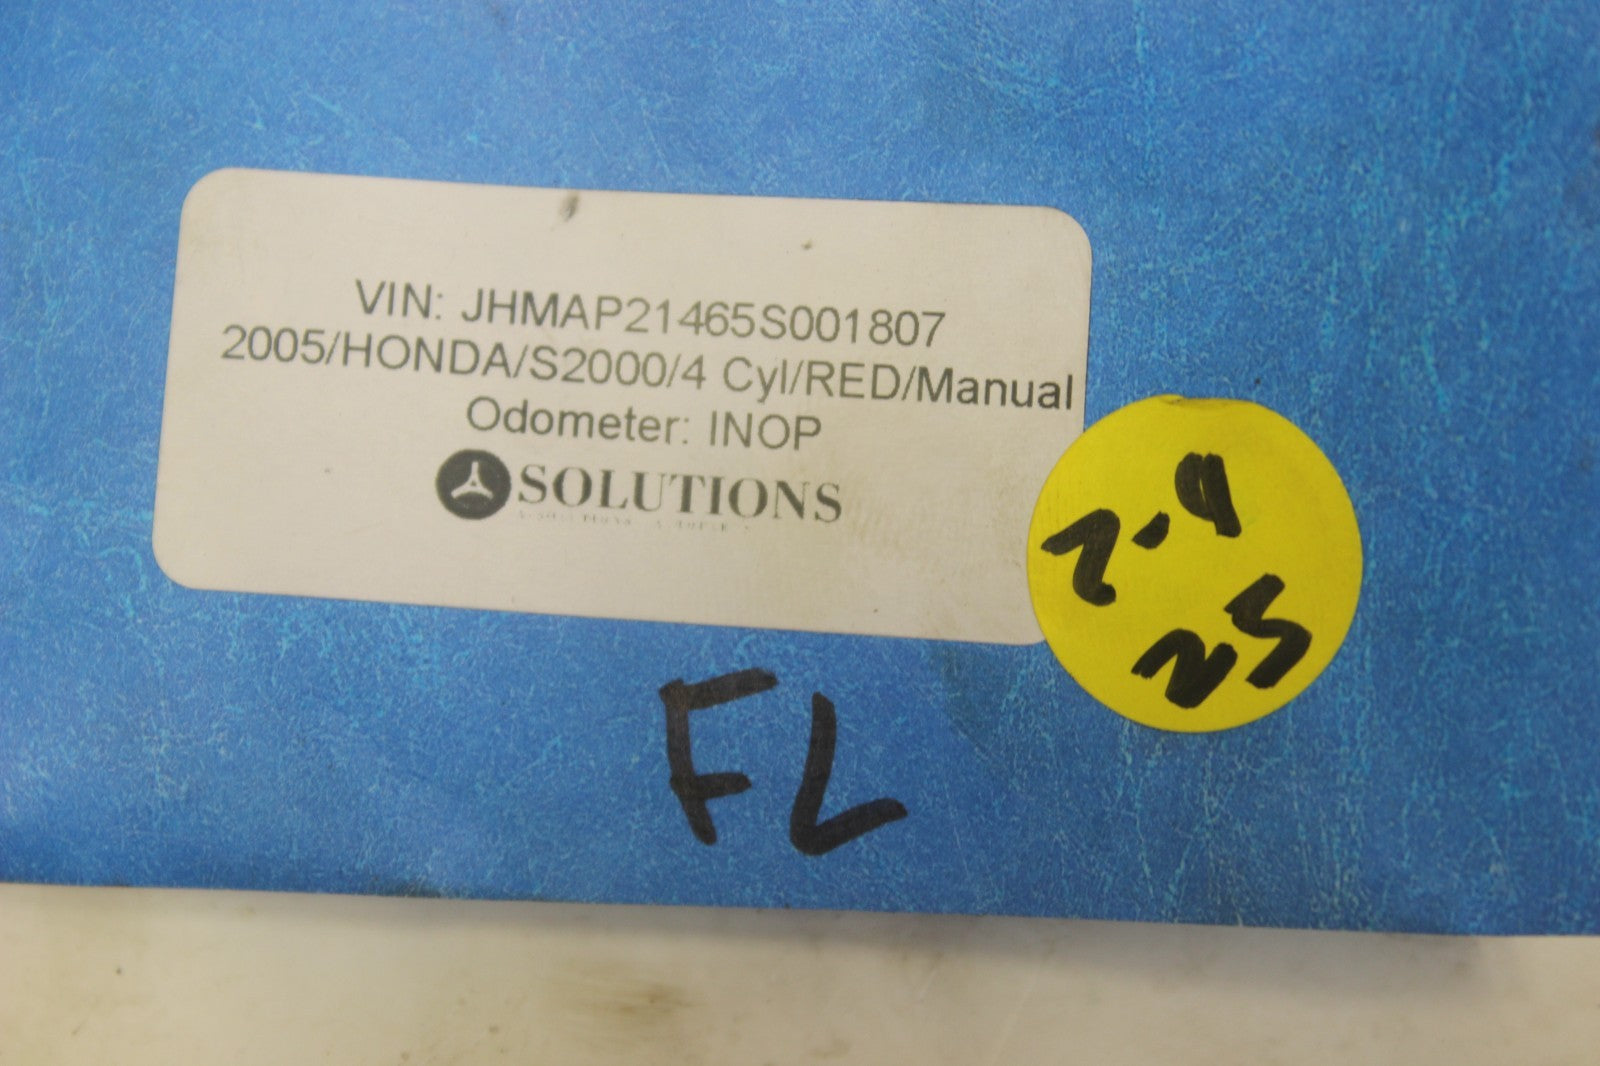 VIN: JHMAP21465S001807
2005/HONDA/S2000/4 Cyl/RED/Manual
Odometer: INOP
SOLUTIONS
2-9
25
FL